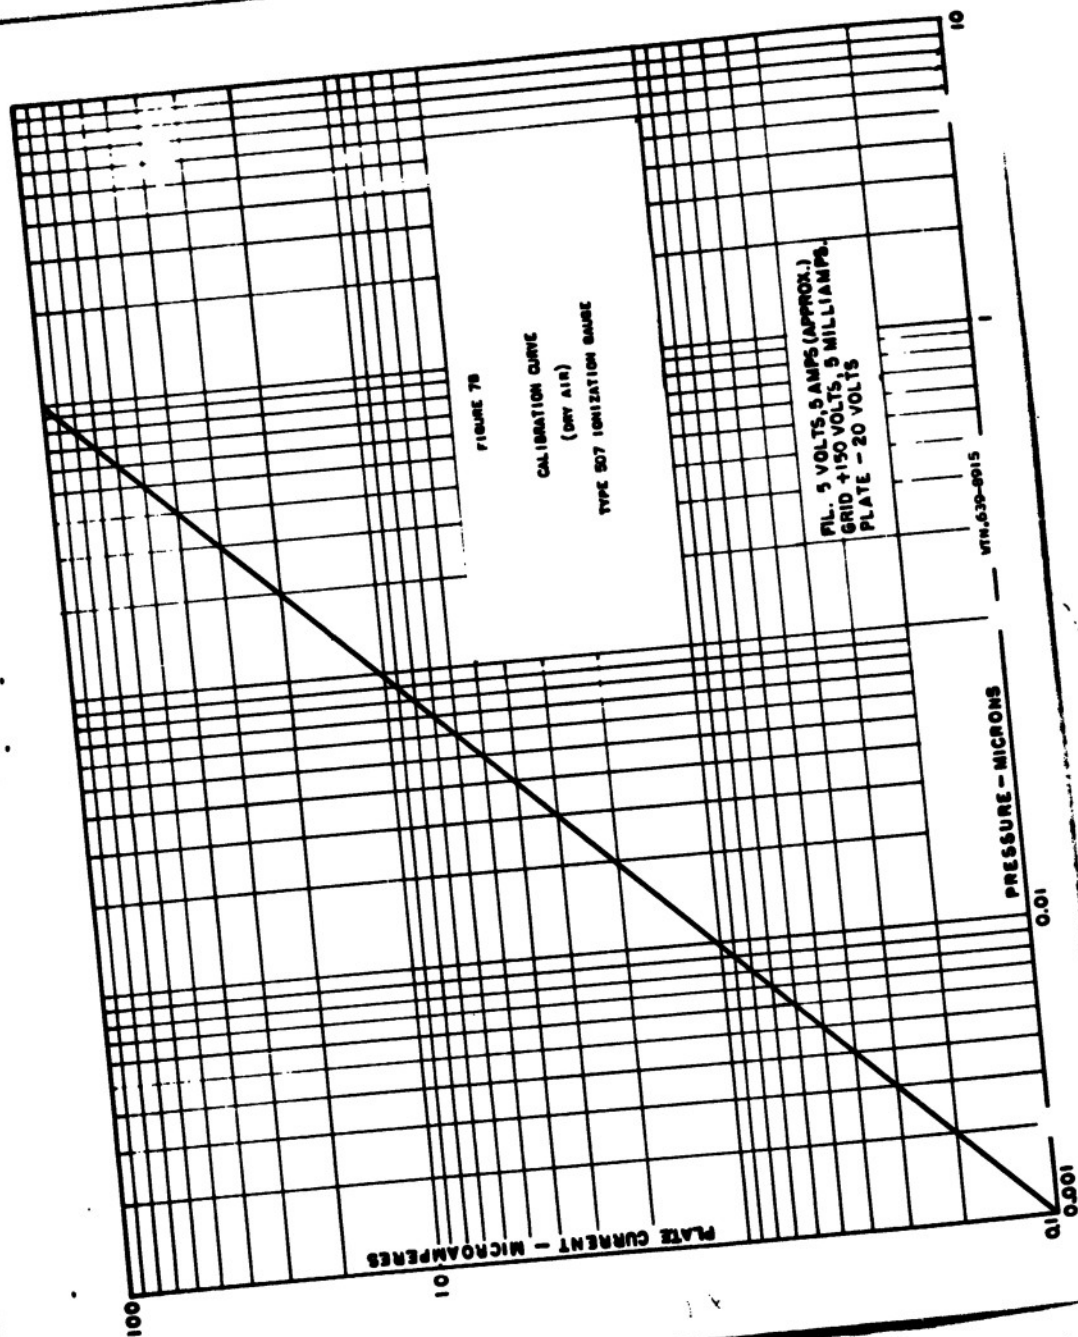 100
10
0.1
PLATE CURRENT - MICROAMPERES
0.001
0.01
1
10
PRESSURE - MICRONS
FIGURE 78
CALIBRATION CURVE
(DRY AIR)
TYPE 507 IONIZATION GAUGE
FIL. 5 VOLTS, 5 AMPS (APPROX.)
GRID +150 VOLTS, 5 MILLIAMPS.
PLATE - 20 VOLTS